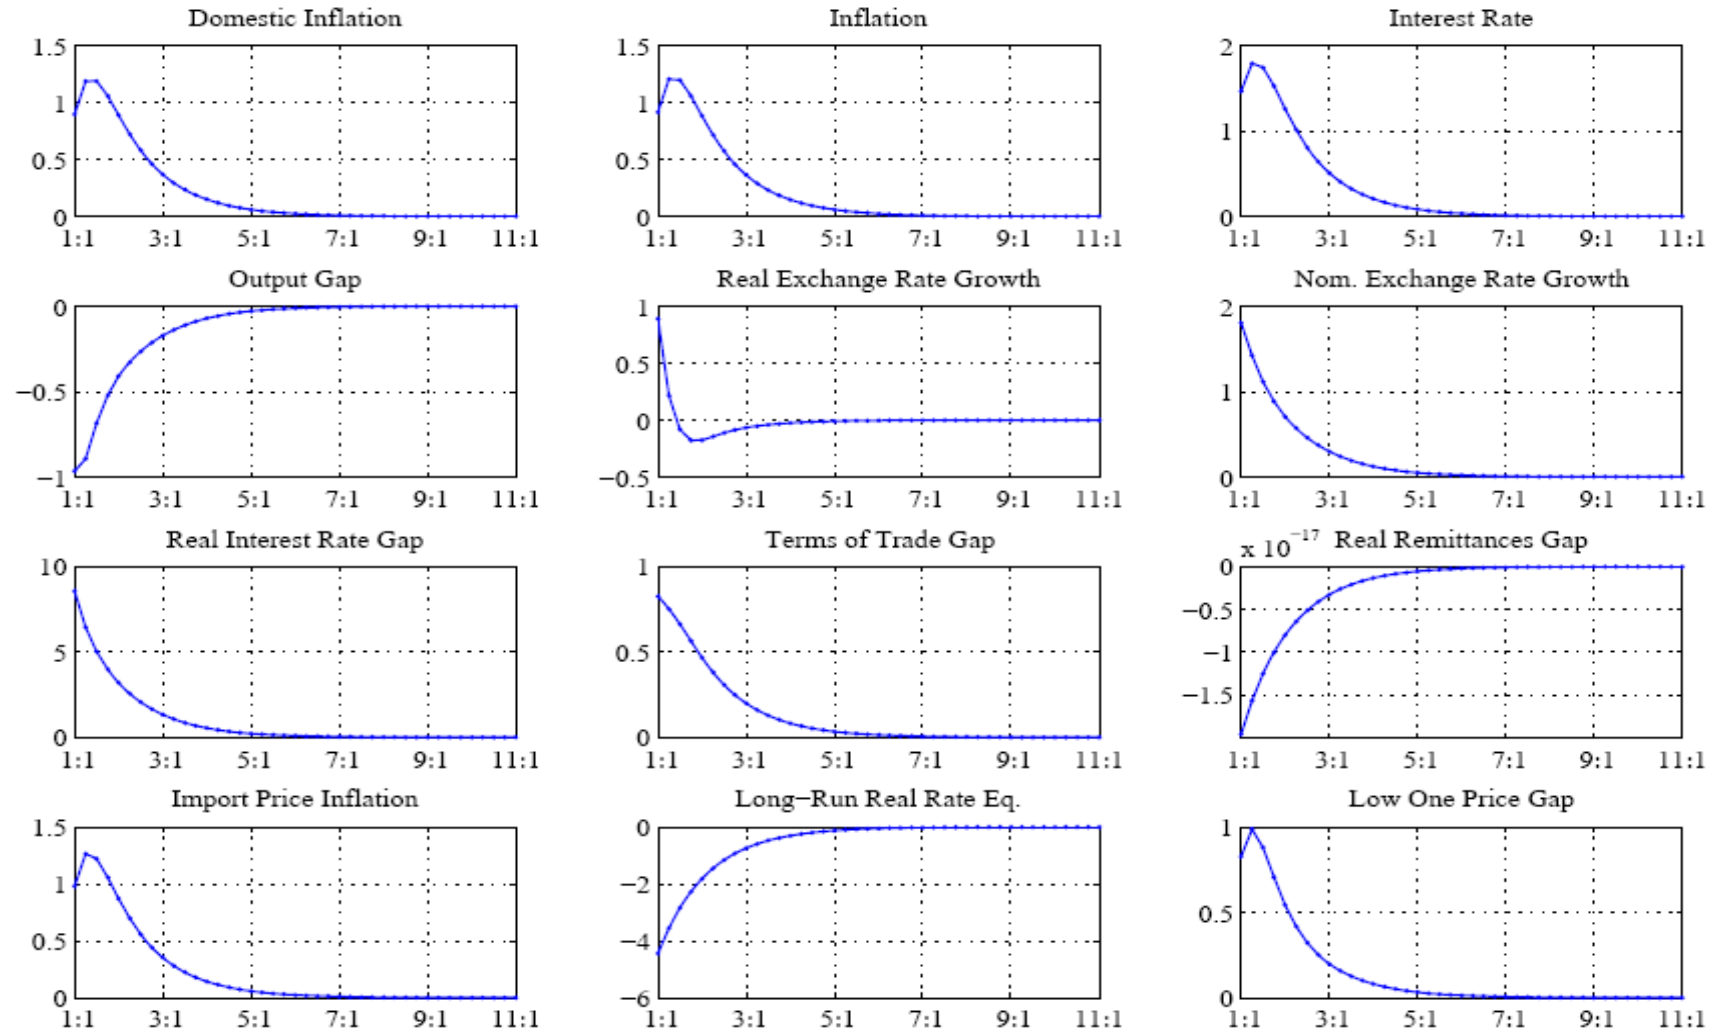 Domestic Inflation
1.5
1
0.5
0
1:1 3:1 5:1 7:1 9:1 11:1
Inflation
1.5
1
0.5
0
1:1 3:1 5:1 7:1 9:1 11:1
Interest Rate
2
1
0
1:1 3:1 5:1 7:1 9:1 11:1
Output Gap
0
−0.5
−1
1:1 3:1 5:1 7:1 9:1 11:1
Real Exchange Rate Growth
1
0.5
0
−0.5
1:1 3:1 5:1 7:1 9:1 11:1
Nom. Exchange Rate Growth
2
1
0
1:1 3:1 5:1 7:1 9:1 11:1
Real Interest Rate Gap
10
5
0
1:1 3:1 5:1 7:1 9:1 11:1
Terms of Trade Gap
1
0.5
0
1:1 3:1 5:1 7:1 9:1 11:1
x 10⁻¹⁷ Real Remittances Gap
0
−0.5
−1
−1.5
1:1 3:1 5:1 7:1 9:1 11:1
Import Price Inflation
1.5
1
0.5
0
1:1 3:1 5:1 7:1 9:1 11:1
Long−Run Real Rate Eq.
0
−2
−4
−6
1:1 3:1 5:1 7:1 9:1 11:1
Low One Price Gap
1
0.5
0
1:1 3:1 5:1 7:1 9:1 11:1